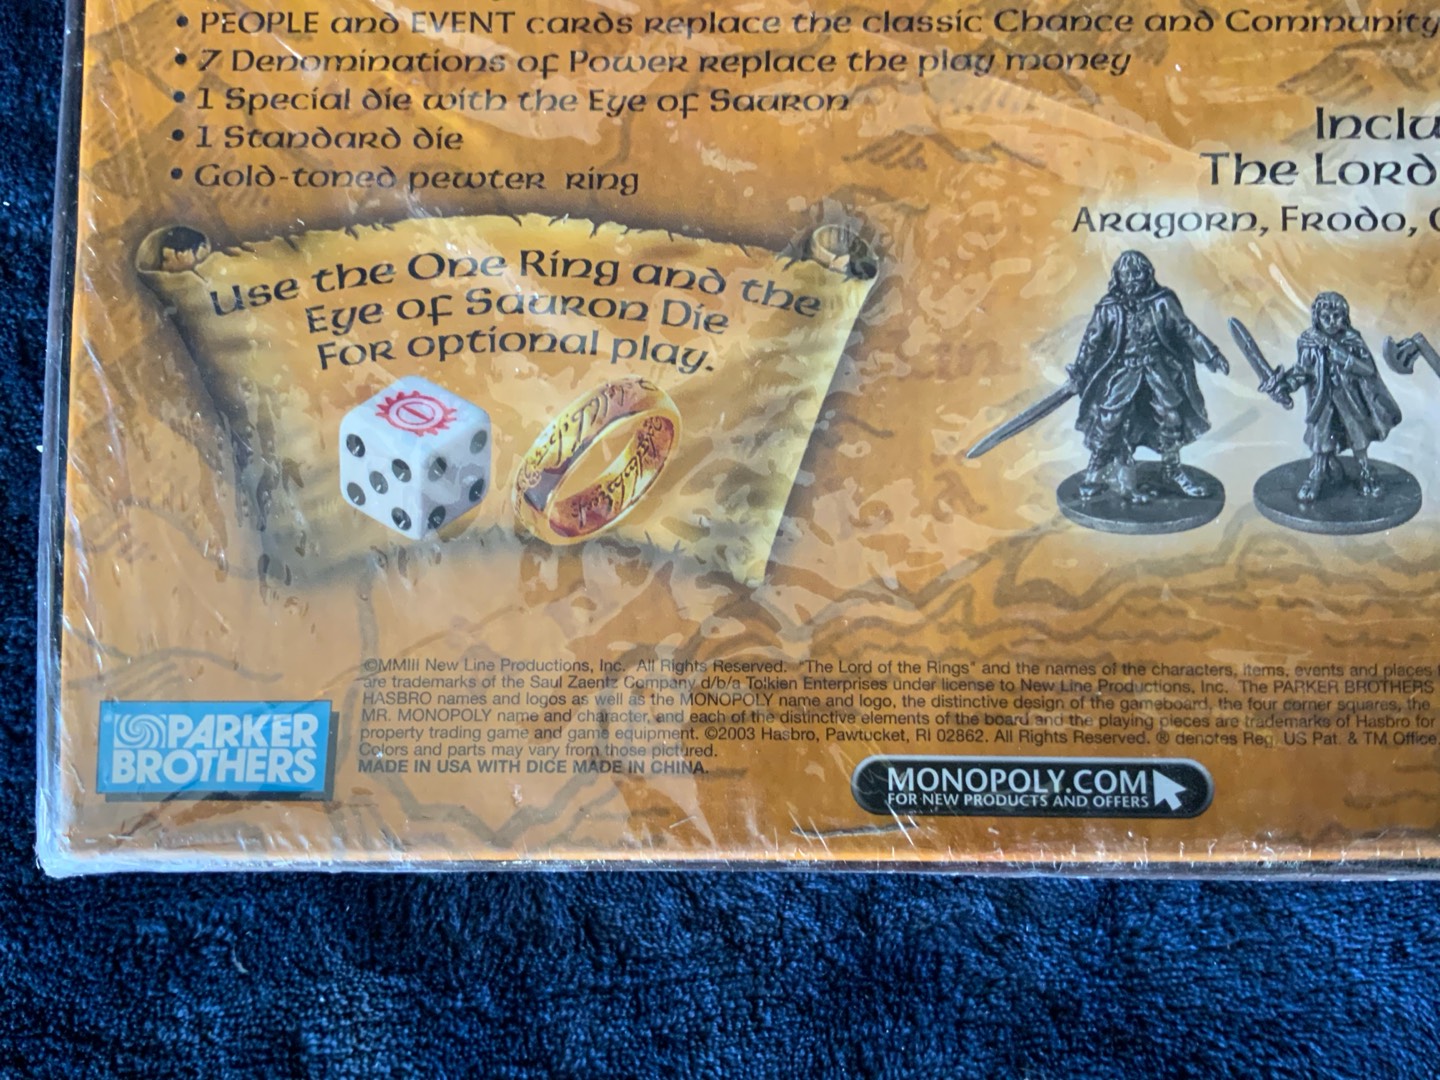 • PEOPLE and EVENT cards replace the classic Chance and Community
• 7 Denominations of Power replace the play money
• 1 Special die with the Eye of Sauron
• 1 Standard die
• Gold-toned pewter ring
The Lord
Aragorn, Frodo,
Use the One Ring and the
Eye of Sauron Die
For optional play.
©MMIII New Line Productions, Inc. All Rights Reserved. "The Lord of the Rings" and the names of the characters, items, events and places
are trademarks of the Saul Zaentz Company d/b/a Tolkien Enterprises under license to New Line Productions, Inc. The PARKER BROTHERS
HASBRO names and logos as well as the MONOPOLY name and logo, the distinctive design of the gameboard, the four corner squares, the
MR. MONOPOLY name and character, and each of the distinctive elements of the board and the playing pieces are trademarks of Hasbro for
property trading game and game equipment. ©2003 Hasbro, Pawtucket, RI 02862. All Rights Reserved. ® denotes Reg. US Pat. & TM Office.
Colors and parts may vary from those pictured.
MADE IN USA WITH DICE MADE IN CHINA.
PARKER
BROTHERS
MONOPOLY.COM
FOR NEW PRODUCTS AND OFFERS